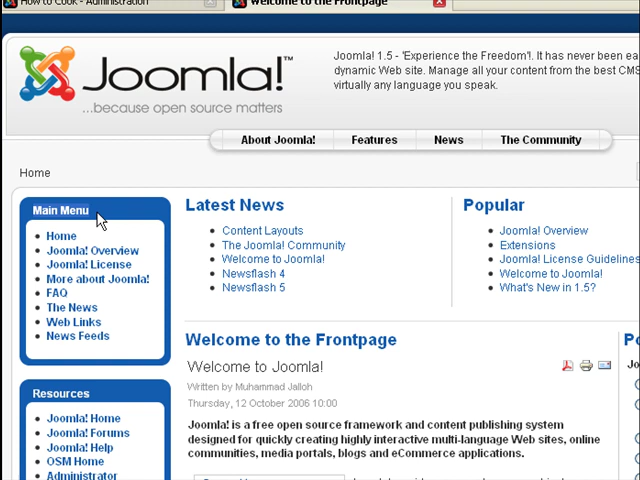 How to Cook - Administration
Welcome to the Frontpage
Joomla!™
...because open source matters
Joomla! 1.5 - 'Experience the Freedom'!. It has never been ea
dynamic Web site. Manage all your content from the best CMS
virtually any language you speak.
About Joomla! Features News The Community
Home
Main Menu
Home
Joomla! Overview
Joomla! License
More about Joomla!
FAQ
The News
Web Links
News Feeds
Resources
Joomla! Home
Joomla! Forums
Joomla! Help
OSM Home
Administrator
Latest News
Content Layouts
The Joomla! Community
Welcome to Joomla!
Newsflash 4
Newsflash 5
Popular
Joomla! Overview
Extensions
Joomla! License Guidelines
Welcome to Joomla!
What's New in 1.5?
Welcome to the Frontpage
Welcome to Joomla!
Written by Muhammad Jalloh
Thursday, 12 October 2006 10:00
Joomla! is a free open source framework and content publishing system
designed for quickly creating highly interactive multi-language Web sites, online
communities, media portals, blogs and eCommerce applications.